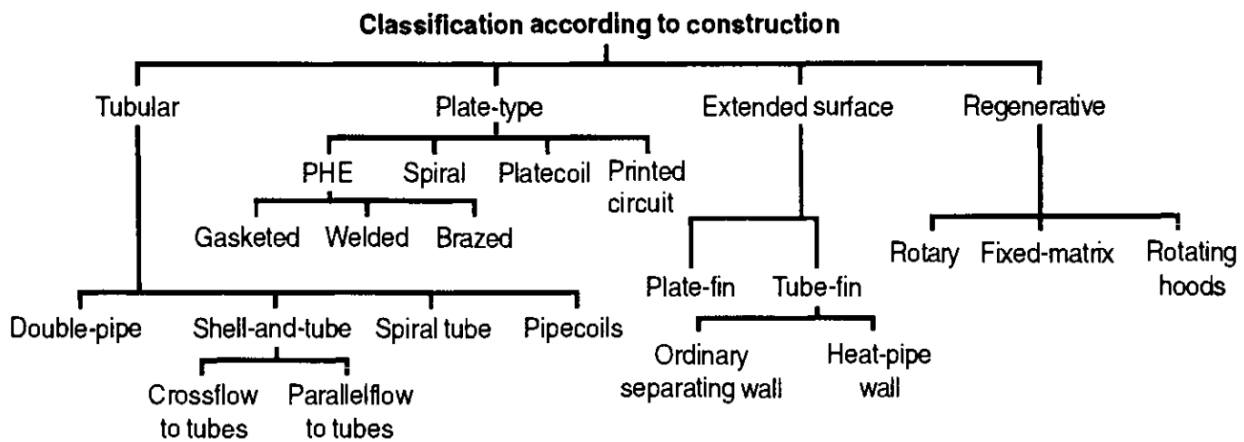 Classification according to construction
Tubular Plate-type Extended surface Regenerative
PHE Spiral Platecoil Printed
circuit
Gasketed Welded Brazed
Rotary Fixed-matrix Rotating
hoods
Plate-fin Tube-fin
Double-pipe Shell-and-tube Spiral tube Pipecoils
Ordinary
separating wall
Heat-pipe
wall
Crossflow
to tubes
Parallelflow
to tubes